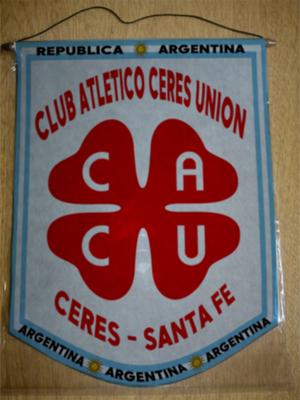 REPUBLICA ARGENTINA
CLUB ATLETICO CERES UNION
C A
C U
CERES - SANTA FE
ARGENTINA ARGENTINA ARGENTINA